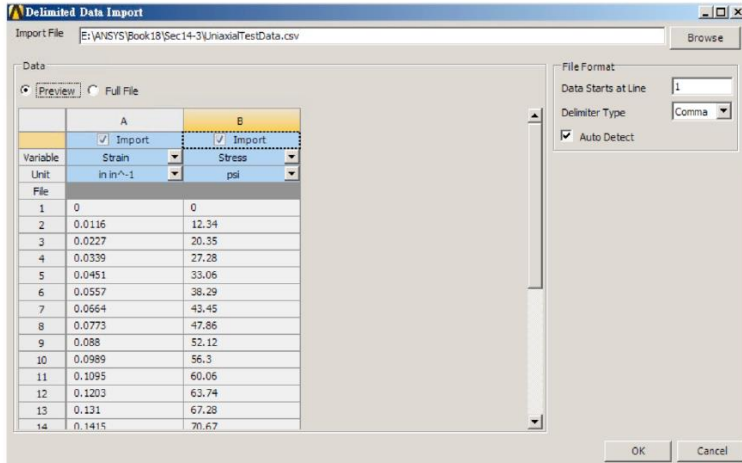 Delimited Data Import
Import File E:\ANSYS\Book18\Sec14-3\UniaxialTestData.csv Browse
Data
Preview Full File
File Format
Data Starts at Line 1
Delimiter Type Comma
Auto Detect
A B
Import Import
Variable Strain Stress
Unit in in^-1 psi
File
1 0 0
2 0.0116 12.34
3 0.0227 20.35
4 0.0339 27.28
5 0.0451 33.06
6 0.0557 38.29
7 0.0664 43.45
8 0.0773 47.86
9 0.088 52.12
10 0.0989 56.3
11 0.1095 60.06
12 0.1203 63.74
13 0.131 67.28
14 0.1415 70.67
OK Cancel